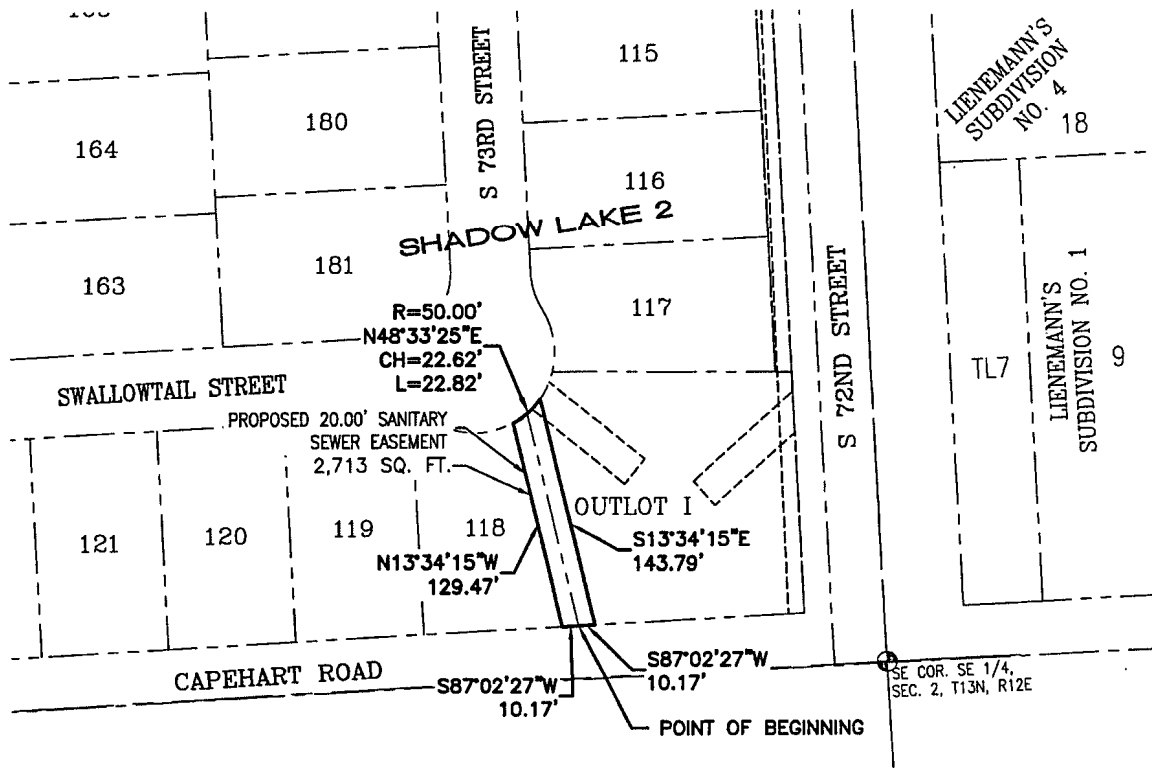 164
180
S 73RD STREET
115
LIENEMANN'S
SUBDIVISION
NO. 4
18
116
SHADOW LAKE 2
163
181
117
R=50.00'
N48°33'25"E
CH=22.62'
L=22.82'
SWALLOWTAIL STREET
S 72ND STREET
TL7
LIENEMANN'S
SUBDIVISION NO. 1
9
PROPOSED 20.00' SANITARY
SEWER EASEMENT
2,713 SQ. FT.
121
120
119
118
OUTLOT I
N13°34'15"W
129.47'
S13°34'15"E
143.79'
CAPEHART ROAD
S87°02'27"W
10.17'
S87°02'27"W
10.17'
POINT OF BEGINNING
SE COR. SE 1/4,
SEC. 2, T13N, R12E